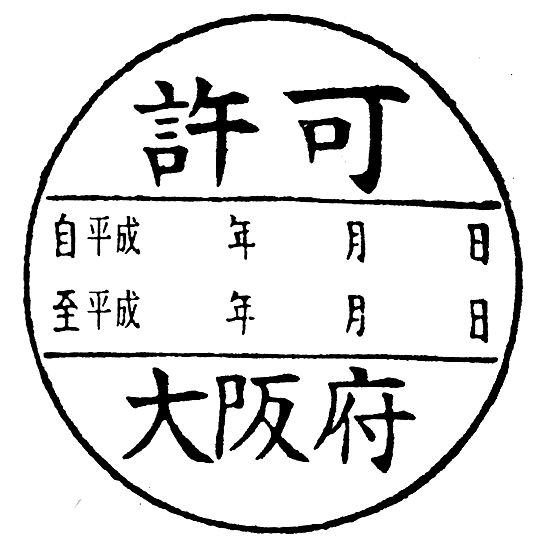 許可
自平成 年 月 日
至平成 年 月 日
大阪府